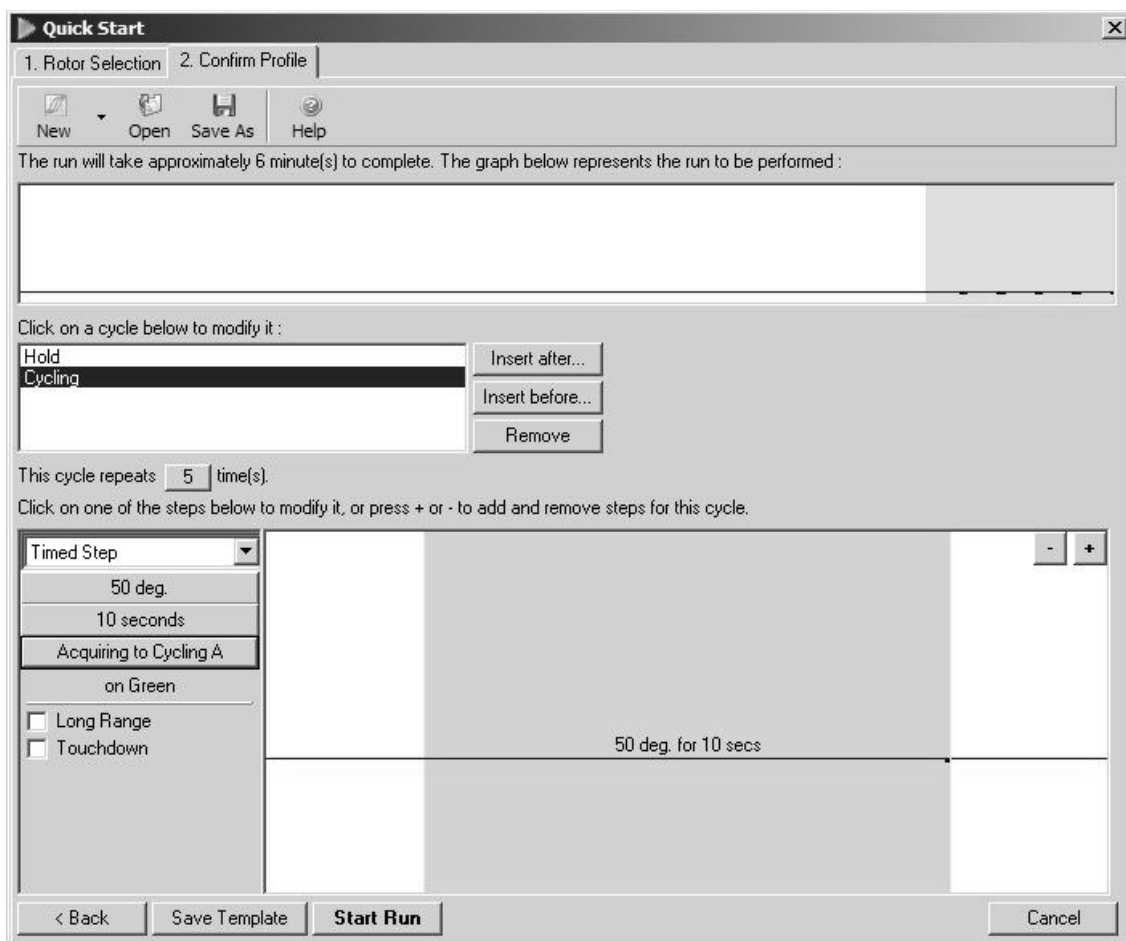 Quick Start
1. Rotor Selection 2. Confirm Profile
New Open Save As Help
The run will take approximately 6 minute(s) to complete. The graph below represents the run to be performed :
Click on a cycle below to modify it :
Hold
Cycling
Insert after...
Insert before...
Remove
This cycle repeats 5 time(s).
Click on one of the steps below to modify it, or press + or - to add and remove steps for this cycle.
Timed Step
- +
50 deg.
10 seconds
Acquiring to Cycling A
on Green
Long Range
Touchdown
50 deg. for 10 secs
< Back Save Template Start Run Cancel